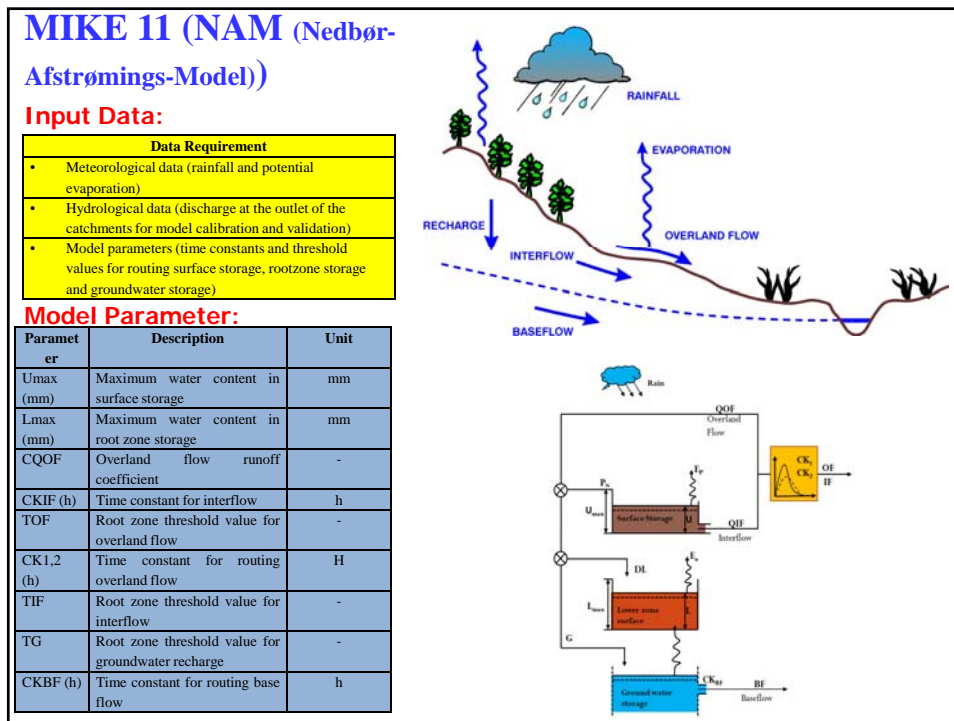 MIKE 11 (NAM (Nedbør-
Afstrømings-Model))
Input Data:
Data Requirement
• Meteorological data (rainfall and potential
evaporation)
• Hydrological data (discharge at the outlet of the
catchments for model calibration and validation)
• Model parameters (time constants and threshold
values for routing surface storage, rootzone storage
and groundwater storage)
Model Parameter:
Paramet
er
Description
Unit
Umax
(mm)
Maximum water content in
surface storage
mm
Lmax
(mm)
Maximum water content in
root zone storage
mm
CQOF
Overland flow runoff
coefficient
-
CKIF (h)
Time constant for interflow
h
TOF
Root zone threshold value for
overland flow
-
CK1,2
(h)
Time constant for routing
overland flow
H
TIF
Root zone threshold value for
interflow
-
TG
Root zone threshold value for
groundwater recharge
-
CKBF (h)
Time constant for routing base
flow
h
RAINFALL
EVAPORATION
RECHARGE
OVERLAND FLOW
INTERFLOW
BASEFLOW
Rain
QOF
Overland
Flow
CK1
CK2
OF
IF
EP
PN
Umax
Surface Storage
U
QIF
Interflow
DL
Lmax
Lower zone
surface
L
G
CKBF
Ground water
storage
BF
Baseflow